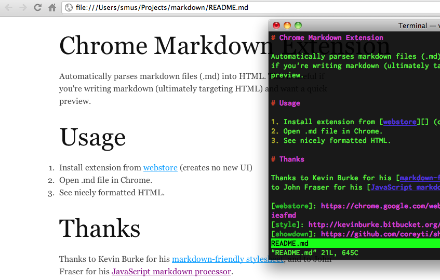 file:///Users/smus/Projects/markdown/README.md
Chrome Markdown Extension
Automatically parses markdown files (.md) into HTML.
you're writing markdown (ultimately targeting HTML) and
preview.
Usage
1. Install extension from webstore (creates no new UI)
2. Open .md file in Chrome.
3. See nicely formatted HTML.
Thanks
Thanks to Kevin Burke for his markdown-friendly stylesheet, and to John
Fraser for his JavaScript markdown processor.
Terminal —
# Chrome Markdown Extension
Automatically parses markdown files (.md)
if you're writing markdown (ultimately ta
preview.
# Usage
1. Install extension from [webstore][] (c
2. Open .md file in Chrome.
3. See nicely formatted HTML.
# Thanks
Thanks to Kevin Burke for his [markdown-f
to John Fraser for his [JavaScript markdo
[webstore]: https://chrome.google.com/web
ieafmd
[style]: http://kevinburke.bitbucket.org/
[showdown]: https://github.com/coreyti/sh
README.md
"README.md" 21L, 645C